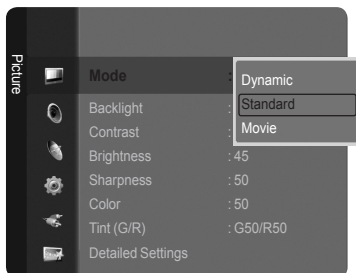 Picture
Mode :
Dynamic
Standard
Movie
Backlight :
Contrast :
Brightness : 45
Sharpness : 50
Color : 50
Tint (G/R) : G50/R50
Detailed Settings